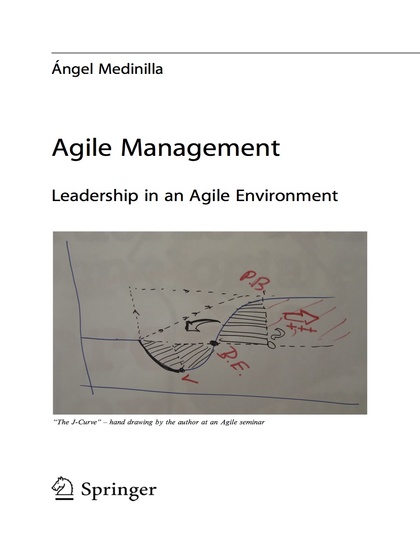 Ángel Medinilla
Agile Management
Leadership in an Agile Environment
P.B.
B.E.
V
"The J-Curve" – hand drawing by the author at an Agile seminar
Springer